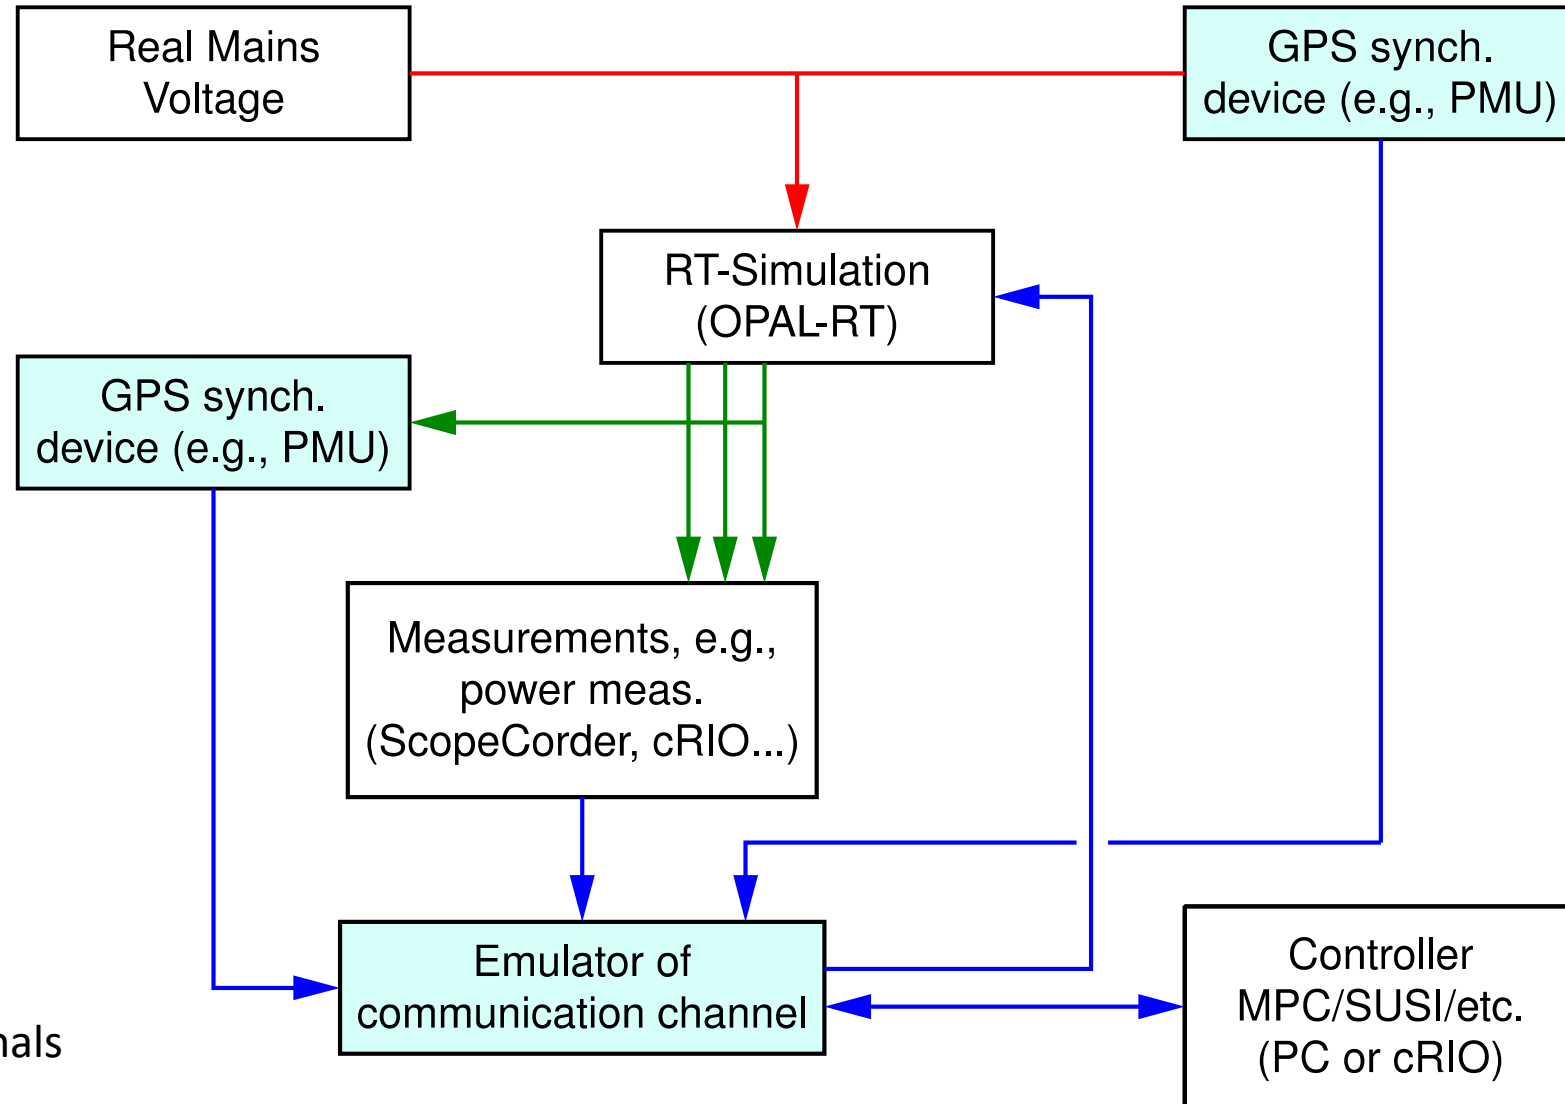 Real Mains
Voltage
GPS synch.
device (e.g., PMU)
RT-Simulation
(OPAL-RT)
GPS synch.
device (e.g., PMU)
Measurements, e.g.,
power meas.
(ScopeCorder, cRIO...)
Emulator of
communication channel
Controller
MPC/SUSI/etc.
(PC or cRIO)